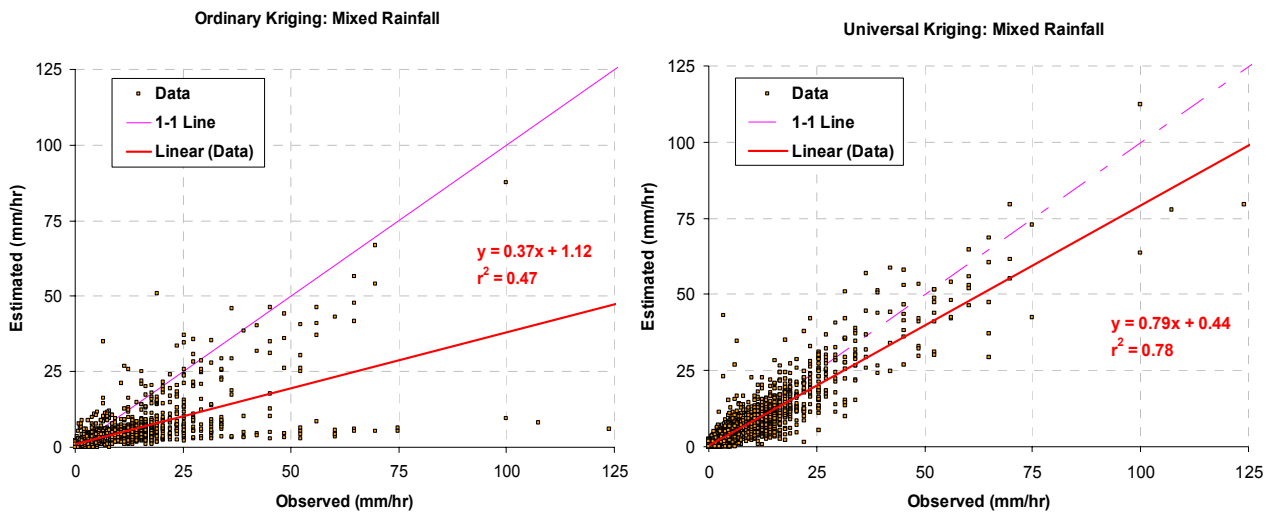 Ordinary Kriging: Mixed Rainfall
125
100
75
50
25
0
Estimated (mm/hr)
Data
1-1 Line
Linear (Data)
y = 0.37x + 1.12
r² = 0.47
0 25 50 75 100 125
Observed (mm/hr)
Universal Kriging: Mixed Rainfall
125
100
75
50
25
0
Estimated (mm/hr)
Data
1-1 Line
Linear (Data)
y = 0.79x + 0.44
r² = 0.78
0 25 50 75 100 125
Observed (mm/hr)